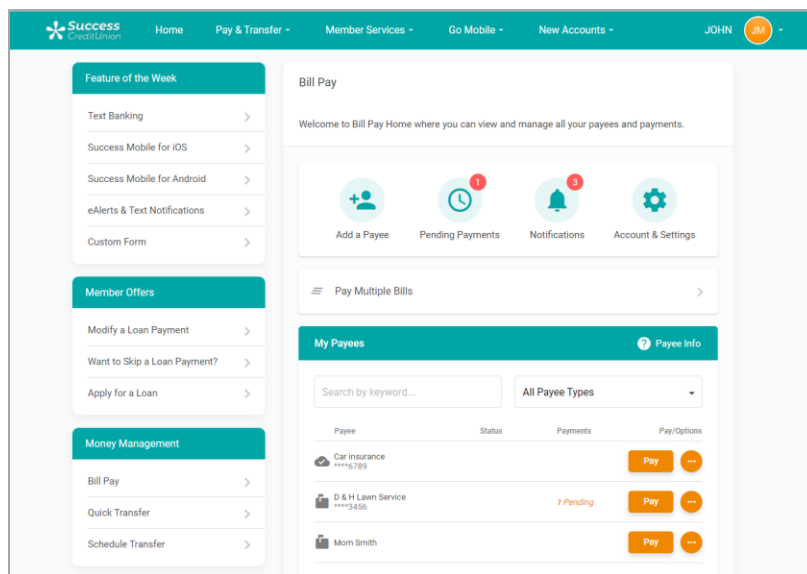 Success
CreditUnion
Home
Pay & Transfer
Member Services
Go Mobile
New Accounts
JOHN
JM
Feature of the Week
Text Banking
Success Mobile for iOS
Success Mobile for Android
eAlerts & Text Notifications
Custom Form
Member Offers
Modify a Loan Payment
Want to Skip a Loan Payment?
Apply for a Loan
Money Management
Bill Pay
Quick Transfer
Schedule Transfer
Bill Pay
Welcome to Bill Pay Home where you can view and manage all your payees and payments.
Add a Payee
1
Pending Payments
3
Notifications
Account & Settings
Pay Multiple Bills
My Payees
? Payee Info
Search by keyword...
All Payee Types
Payee Status Payments Pay/Options
Car insurance
****6789
Pay
D & H Lawn Service
****3456
1 Pending
Pay
Mom Smith
Pay